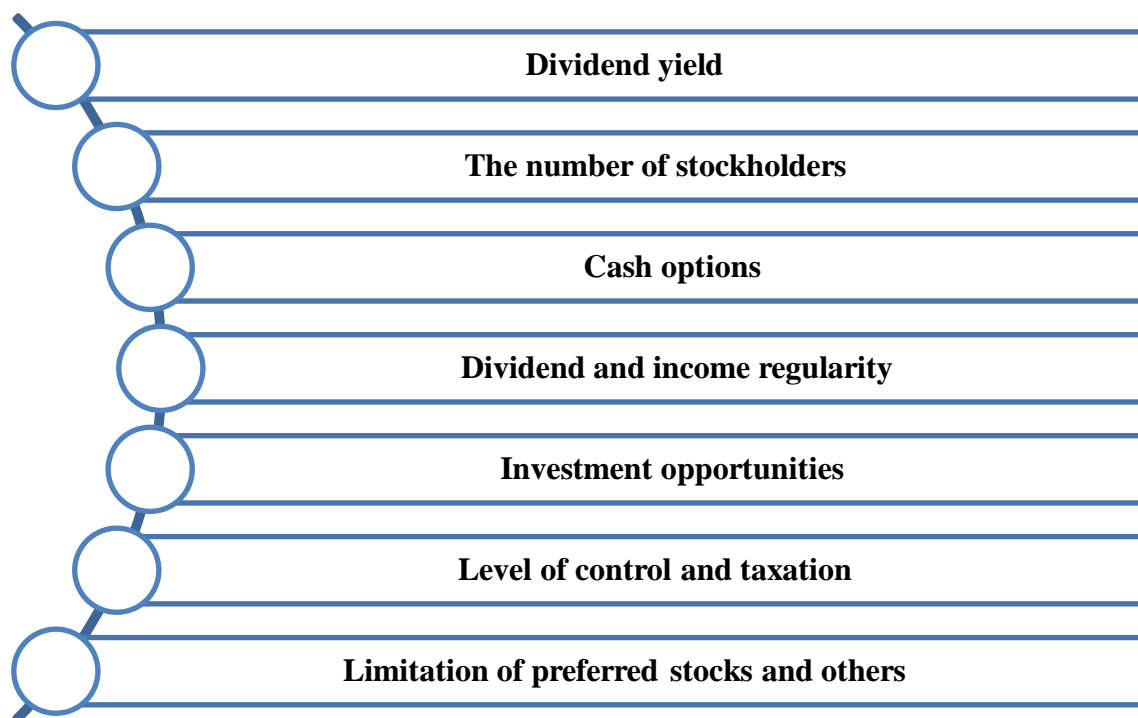 Dividend yield
The number of stockholders
Cash options
Dividend and income regularity
Investment opportunities
Level of control and taxation
Limitation of preferred stocks and others